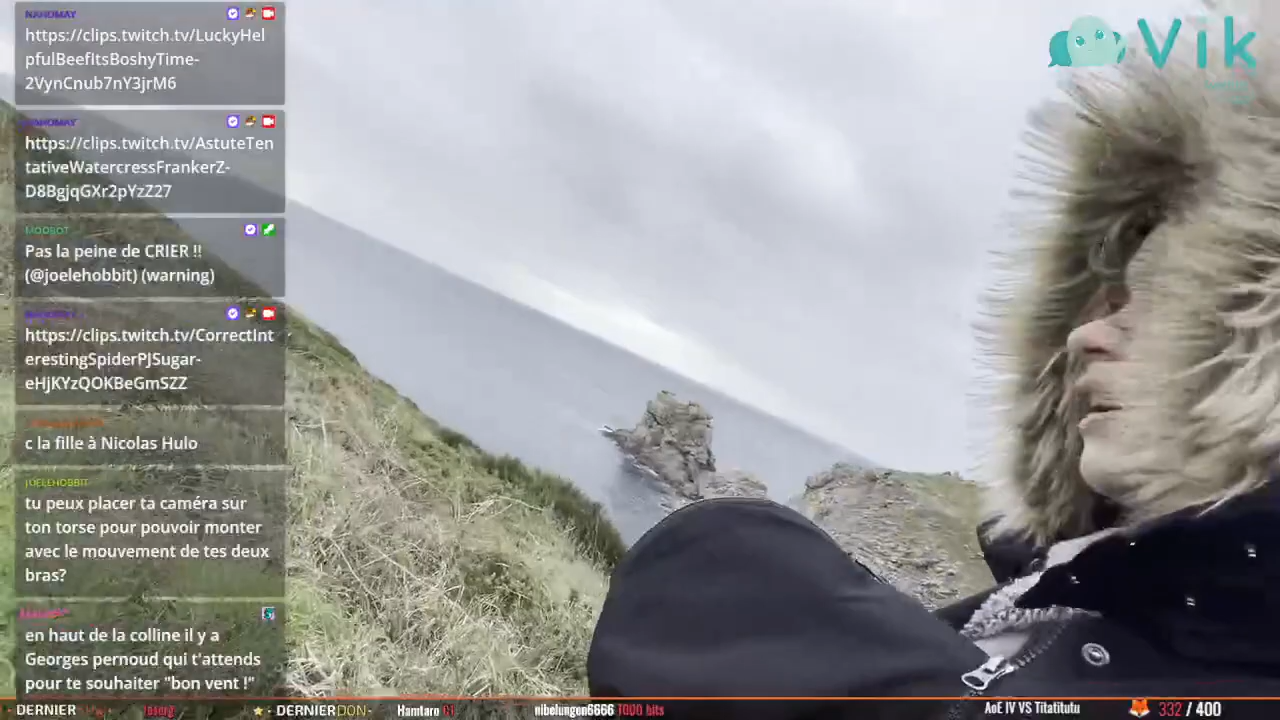 NAHOMAY
https://clips.twitch.tv/LuckyHel
pfulBeefItsBoshyTime-
2VynCnub7nY3jrM6
NAHOMAY
https://clips.twitch.tv/AstuteTen
tativeWatercressFrankerZ-
D8BgjqGXr2pYzZ27
MOOBOT
Pas la peine de CRIER !!
(@joelehobbit) (warning)
https://clips.twitch.tv/CorrectInt
erestingSpiderPJSugar-
eHjKYzQOKBeGmSZZ
c la fille à Nicolas Hulo
JOELEHOBBIT
tu peux placer ta caméra sur
ton torse pour pouvoir monter
avec le mouvement de tes deux
bras?
en haut de la colline il y a
Georges pernoud qui t'attends
pour te souhaiter "bon vent !"
Vik
- DERNIER
- DERNIER DON-
Hamtaro
nibelungen6666 1000 bits
AoE IV VS Titatitutu
332 / 400